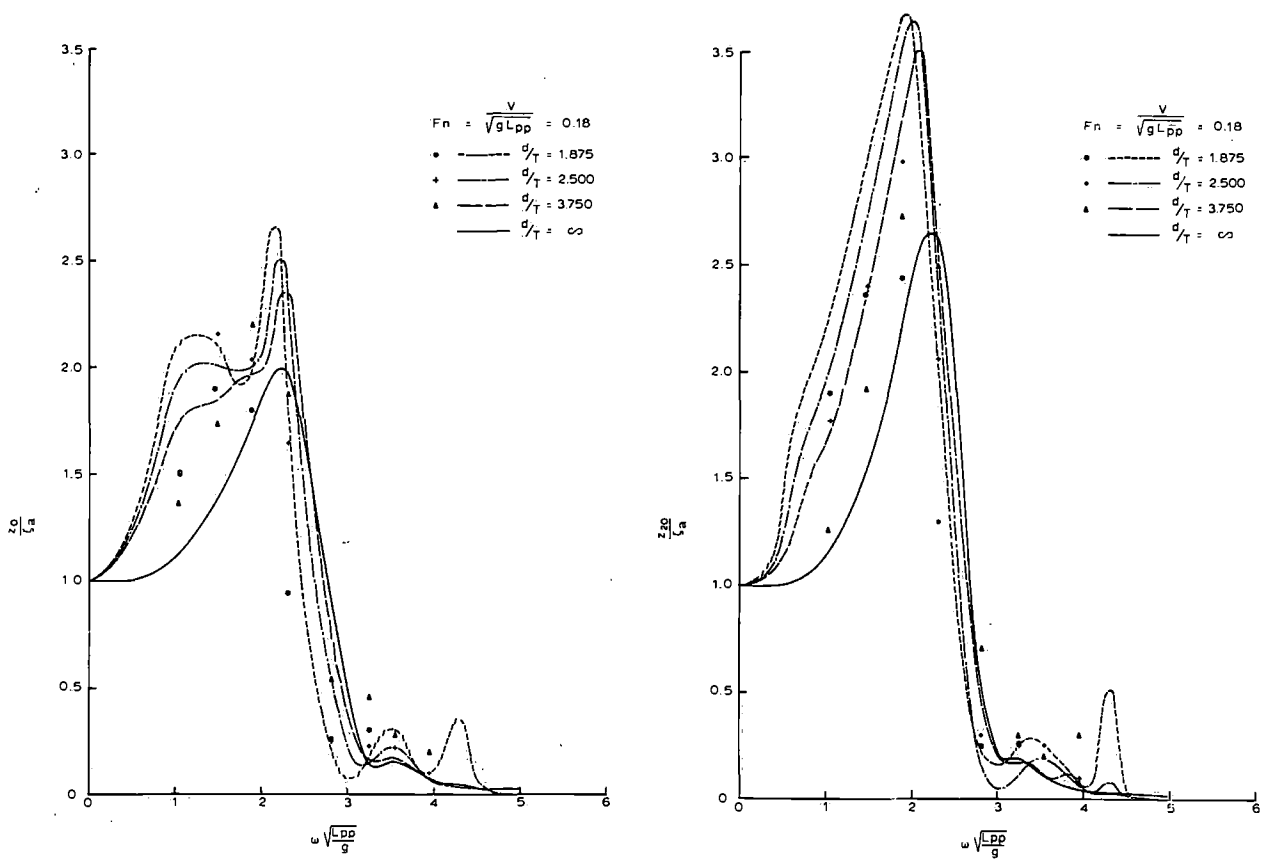 3.5
3.0
2.5
2.0
1.5
1.0
0.5
0
0 1 2 3 4 5 6
z₀/ζa
ω √Lpp/g
Fn = V/√g Lpp = 0.18
d/T = 1.875
d/T = 2.500
d/T = 3.750
d/T = ∞
3.5
3.0
2.5
2.0
1.5
1.0
0.5
0
0 1 2 3 4 5 6
z₂₀/ζa
ω √Lpp/g
Fn = V/√g Lpp = 0.18
d/T = 1.875
d/T = 2.500
d/T = 3.750
d/T = ∞